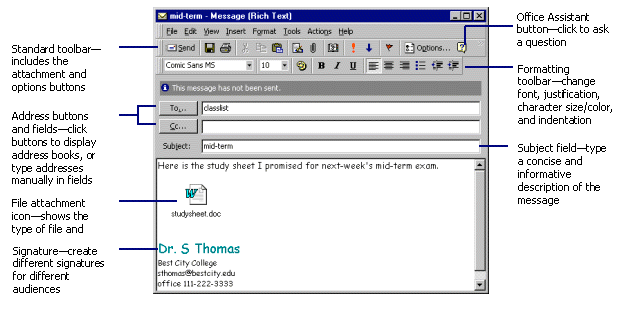 mid-term - Message (Rich Text)
File Edit View Insert Format Tools Actions Help
Send Options...
Comic Sans MS 10 B I U
This message has not been sent.
To... classlist
Cc...
Subject: mid-term
Here is the study sheet I promised for next-week's mid-term exam.
studysheet.doc
Dr. S Thomas
Best City College
sthomas@bestcity.edu
office 111-222-3333
Standard toolbar—
includes the
attachment and
options buttons
Address buttons
and fields—click
buttons to display
address books, or
type addresses
manually in fields
File attachment
icon—shows the
type of file and
Signature—create
different signatures
for different
audiences
Office Assistant
button—click to ask
a question
Formatting
toolbar—change
font, justification,
character size/color,
and indentation
Subject field—type
a concise and
informative
description of the
message